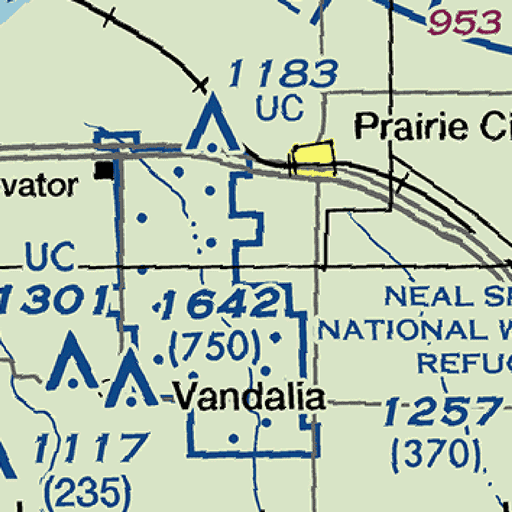 953
1183
UC
Prairie Ci
vator
UC
1301
1642
(750)
NEAL S
NATIONAL W
REFU
Vandalia
1257
(370)
1117
(235)